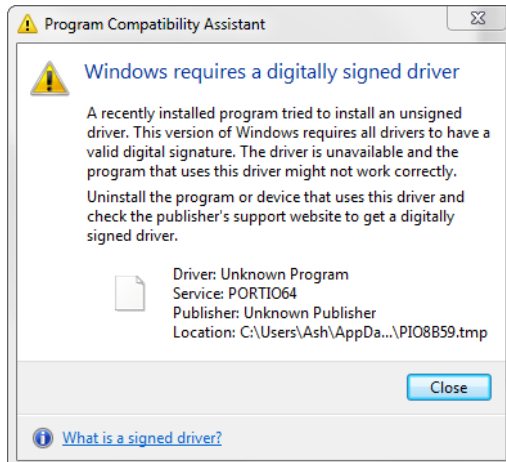 Program Compatibility Assistant
Windows requires a digitally signed driver
A recently installed program tried to install an unsigned
driver. This version of Windows requires all drivers to have a
valid digital signature. The driver is unavailable and the
program that uses this driver might not work correctly.
Uninstall the program or device that uses this driver and
check the publisher's support website to get a digitally
signed driver.
Driver: Unknown Program
Service: PORTIO64
Publisher: Unknown Publisher
Location: C:\Users\Ash\AppDa...\PIO8B59.tmp
Close
What is a signed driver?